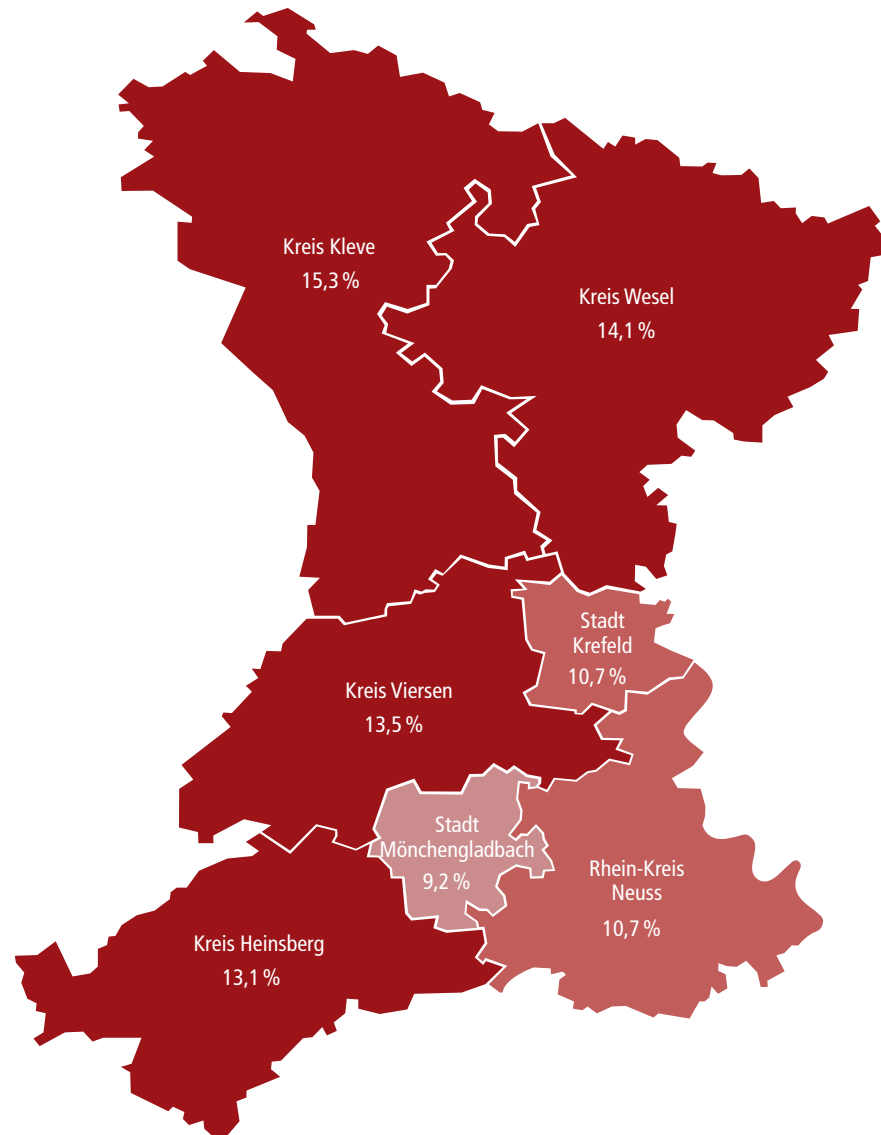 Kreis Kleve
15,3 %
Kreis Wesel
14,1 %
Stadt
Krefeld
10,7 %
Kreis Viersen
13,5 %
Stadt
Mönchengladbach
9,2 %
Rhein-Kreis
Neuss
10,7 %
Kreis Heinsberg
13,1 %